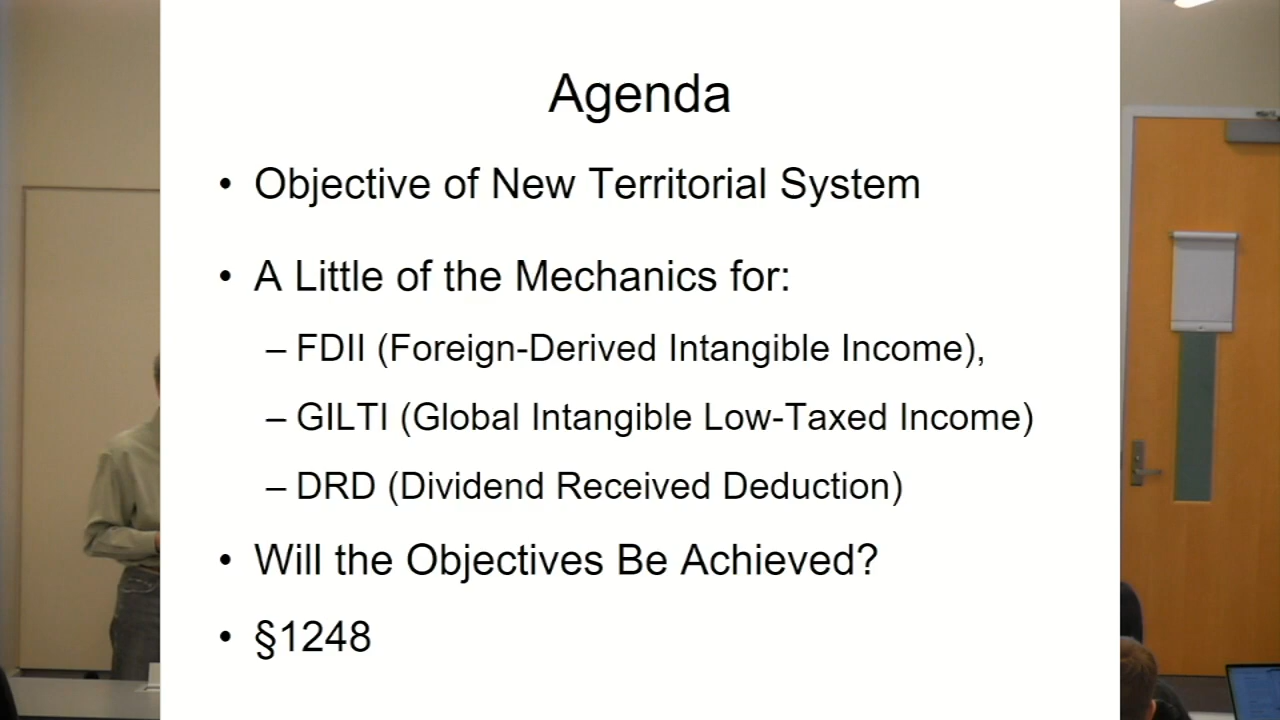 Agenda
• Objective of New Territorial System
• A Little of the Mechanics for:
– FDII (Foreign-Derived Intangible Income),
– GILTI (Global Intangible Low-Taxed Income)
– DRD (Dividend Received Deduction)
• Will the Objectives Be Achieved?
• §1248